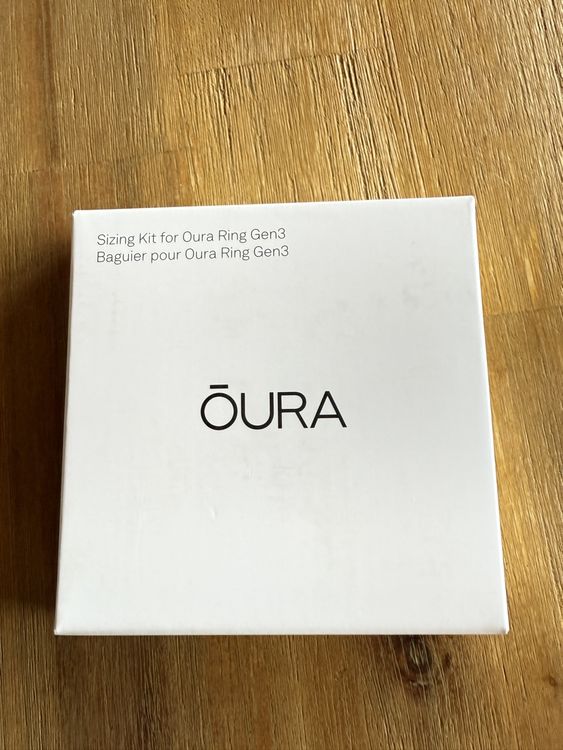 Sizing Kit for Oura Ring Gen3
Baguier pour Oura Ring Gen3
ŌURA